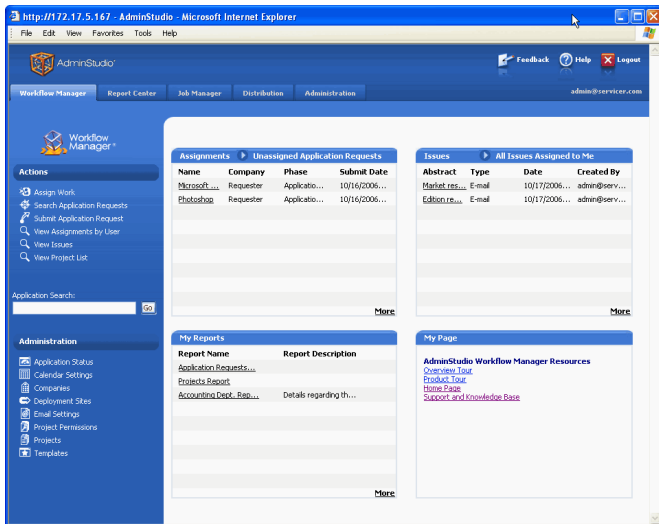 http://172.17.5.167 - AdminStudio - Microsoft Internet Explorer
File Edit View Favorites Tools Help
AdminStudio
Feedback Help Logout
Workflow Manager Report Center Job Manager Distribution Administration
admin@servicer.com
Workflow
Manager
Actions
Assign Work
Search Application Requests
Submit Application Request
View Assignments by User
View Issues
View Project List
Application Search:
Go
Administration
Application Status
Calendar Settings
Companies
Deployment Sites
Email Settings
Project Permissions
Projects
Templates
Assignments Unassigned Application Requests
Name Company Phase Submit Date
Microsoft ... Requester Applicatio... 10/16/2006...
Photoshop Requester Applicatio... 10/16/2006...
More
Issues All Issues Assigned to Me
Abstract Type Date Created By
Market res... E-mail 10/17/2006... admin@serv...
Edition re... E-mail 10/17/2006... admin@serv...
More
My Reports
Report Name Report Description
Application Requests...
Projects Report
Accounting Dept. Rep... Details regarding th...
More
My Page
AdminStudio Workflow Manager Resources
Overview Tour
Product Tour
Home Page
Support and Knowledge Base